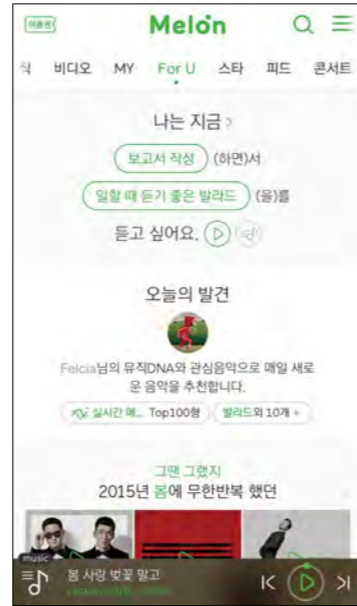 이용권
Melon
비디오 MY For U 스타 피드 콘서트
나는 지금 >
보고서 작성 (하면)서
일할 때 듣기 좋은 발라드 (을)를
듣고 싶어요.
오늘의 발견
Felcia님의 뮤직DNA와 관심음악으로 매일 새로
운 음악을 추천합니다.
실시간 매... Top100형 발라드 외 10개 +
그땐 그랬지
2015년 봄에 무한반복 했던
music
봄 사랑 벚꽃 말고